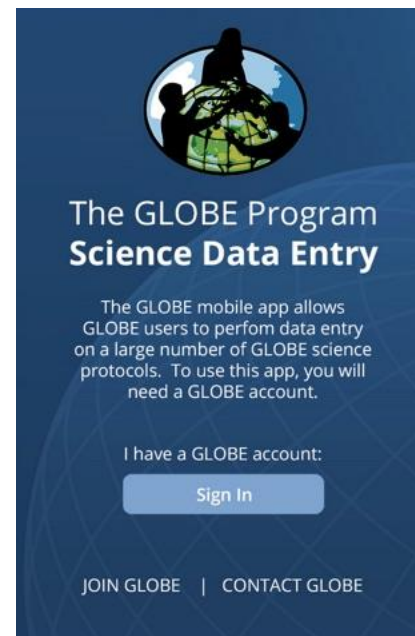 The GLOBE Program
Science Data Entry
The GLOBE mobile app allows
GLOBE users to perfom data entry
on a large number of GLOBE science
protocols. To use this app, you will
need a GLOBE account.
I have a GLOBE account:
Sign In
JOIN GLOBE | CONTACT GLOBE